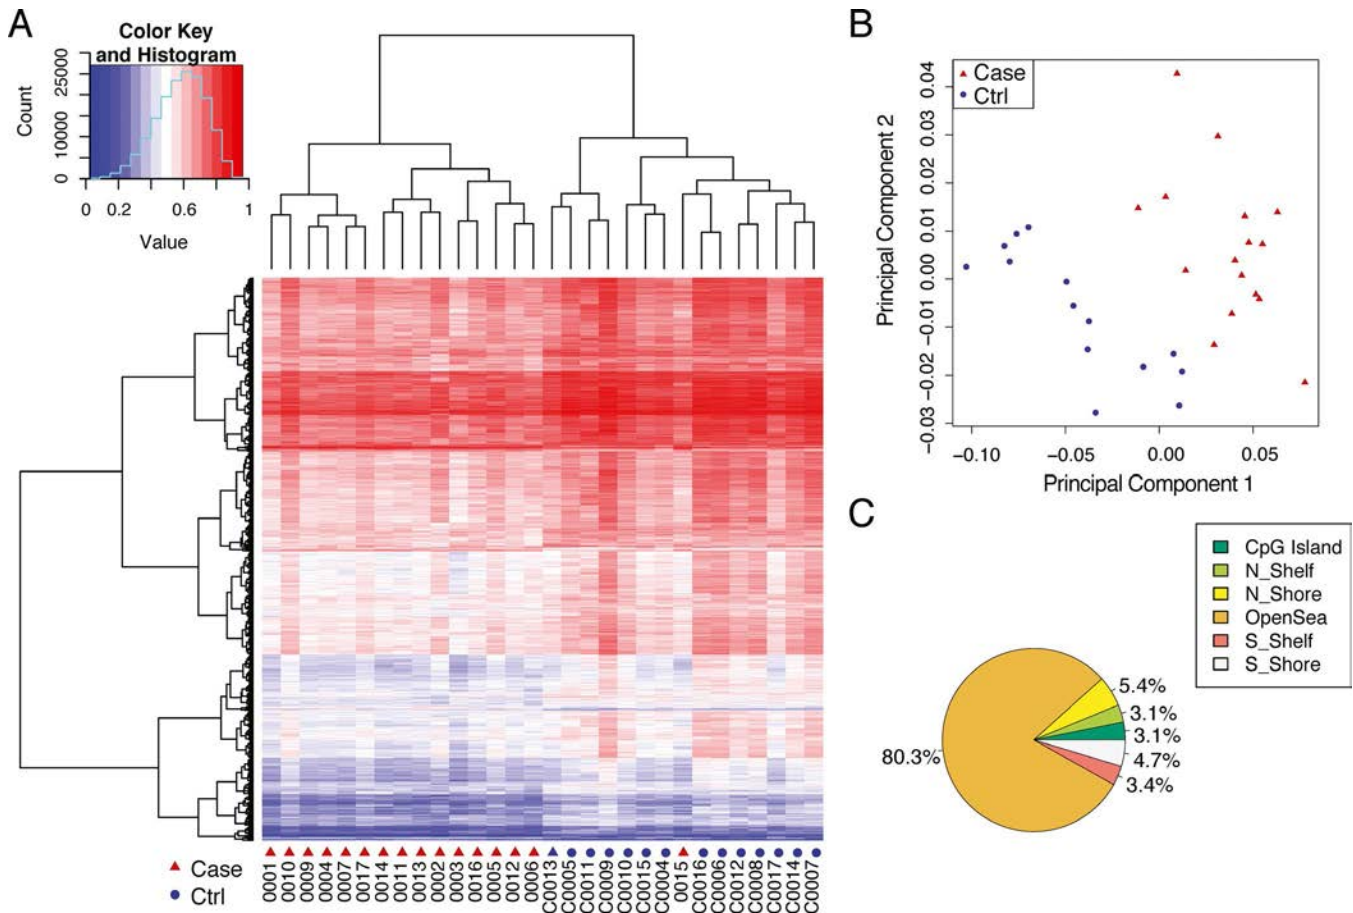 A
Color Key
and Histogram
Count
0 10000 25000
0 0.2 0.6 1
Value
Case
Ctrl
0001 0010 0009 0004 0007 0017 0014 0011 0013 0002 0003 0016 0005 0012 0006 C0013 C0005 C0011 C0009 C0010 C0015 C0004 0015 C0016 C0006 C0012 C0008 C0017 C0014 C0007
B
Case
Ctrl
Principal Component 2
0.04
0.03
0.02
0.01
0.00
−0.01
−0.02
−0.03
−0.10 −0.05 0.00 0.05
Principal Component 1
C
CpG Island
N_Shelf
N_Shore
OpenSea
S_Shelf
S_Shore
5.4%
3.1%
3.1%
80.3%
4.7%
3.4%